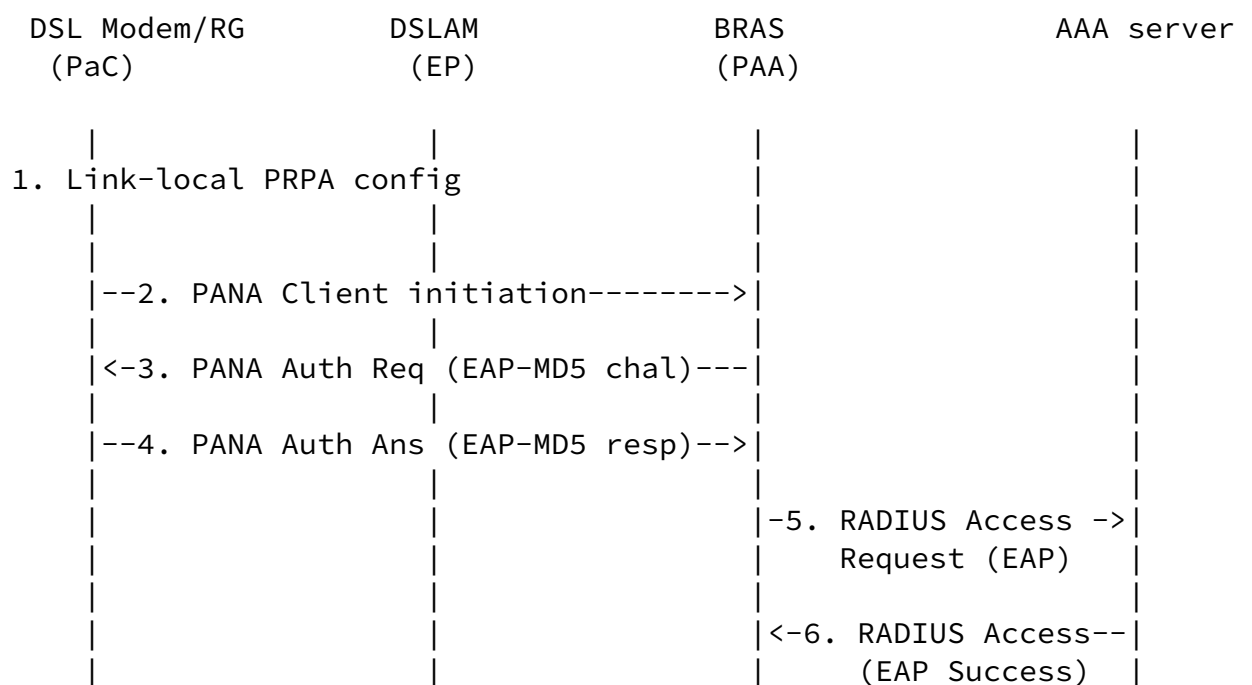 DSL Modem/RG DSLAM BRAS AAA server
(PaC) (EP) (PAA)
1. Link-local PRPA config
|--2. PANA Client initiation-------->|
|<-3. PANA Auth Req (EAP-MD5 chal)---|
|--4. PANA Auth Ans (EAP-MD5 resp)-->|
|-5. RADIUS Access ->|
Request (EAP)
|<-6. RADIUS Access--|
(EAP Success)